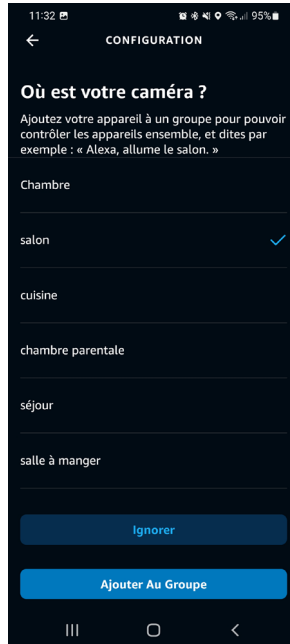 11:32 95%
CONFIGURATION
Où est votre caméra ?
Ajoutez votre appareil à un groupe pour pouvoir
contrôler les appareils ensemble, et dites par
exemple : « Alexa, allume le salon. »
Chambre
salon
cuisine
chambre parentale
séjour
salle à manger
Ignorer
Ajouter Au Groupe